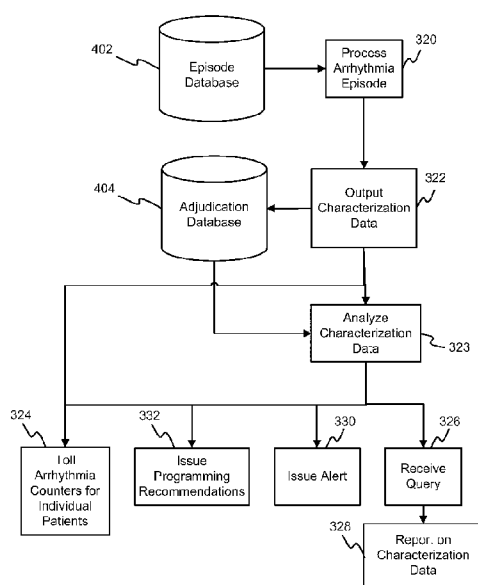 402
Episode
Database
320
Process
Arrhythmia
Episode
404
Adjudication
Database
322
Output
Characterization
Data
Analyze
Characterization
Data
323
324
Toll
Arrhythmia
Counters for
Individual
Patients
332
Issue
Programming
Recommendations
330
Issue Alert
326
Receive
Query
328
Repor. on
Characterization
Data